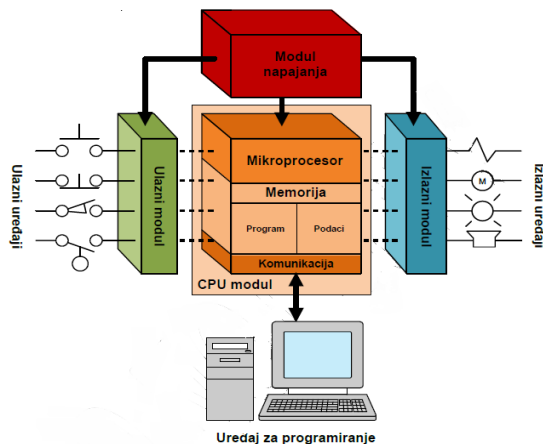 Modul
napajanja
Ulazni uređaji
Ulazni modul
Mikroprocesor
Memorija
Program
Podaci
Komunikacija
CPU modul
Izlazni modul
M
Izlazni uređaji
Uređaj za programiranje